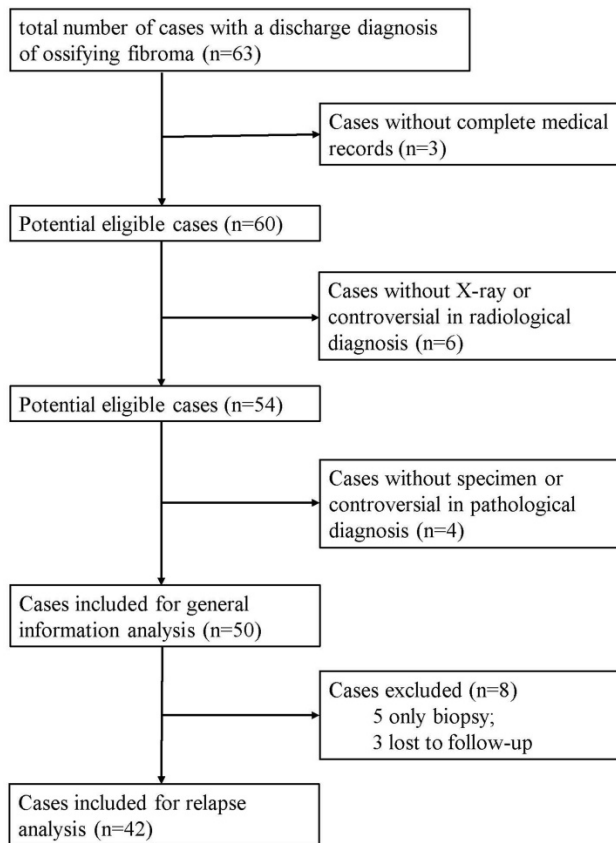 total number of cases with a discharge diagnosis
of ossifying fibroma (n=63)
Cases without complete medical
records (n=3)
Potential eligible cases (n=60)
Cases without X-ray or
controversial in radiological
diagnosis (n=6)
Potential eligible cases (n=54)
Cases without specimen or
controversial in pathological
diagnosis (n=4)
Cases included for general
information analysis (n=50)
Cases excluded (n=8)
5 only biopsy;
3 lost to follow-up
Cases included for relapse
analysis (n=42)